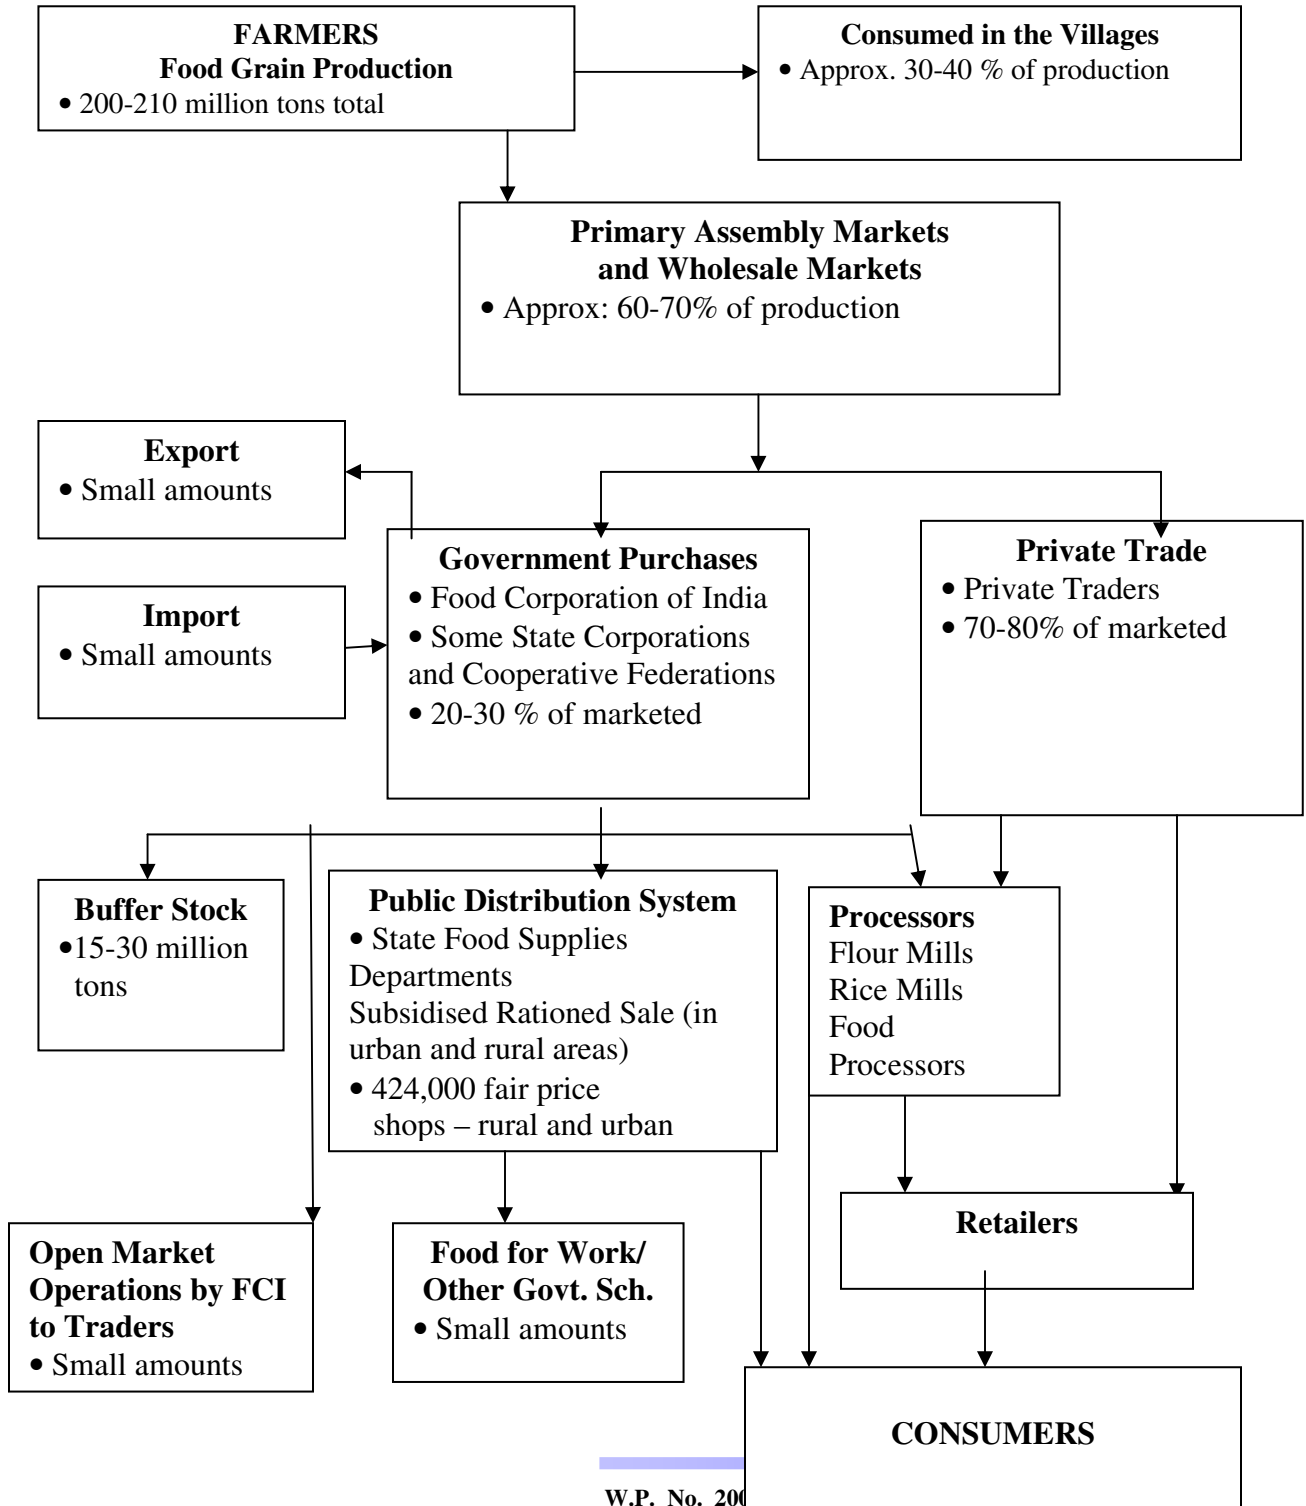 FARMERS
Food Grain Production
• 200-210 million tons total
Consumed in the Villages
• Approx. 30-40 % of production
Primary Assembly Markets
and Wholesale Markets
• Approx: 60-70% of production
Export
• Small amounts
Import
• Small amounts
Government Purchases
• Food Corporation of India
• Some State Corporations
and Cooperative Federations
• 20-30 % of marketed
Private Trade
• Private Traders
• 70-80% of marketed
Buffer Stock
•15-30 million
tons
Public Distribution System
• State Food Supplies
Departments
Subsidised Rationed Sale (in
urban and rural areas)
• 424,000 fair price
shops – rural and urban
Processors
Flour Mills
Rice Mills
Food
Processors
Open Market
Operations by FCI
to Traders
• Small amounts
Food for Work/
Other Govt. Sch.
• Small amounts
Retailers
CONSUMERS
W.P. No.